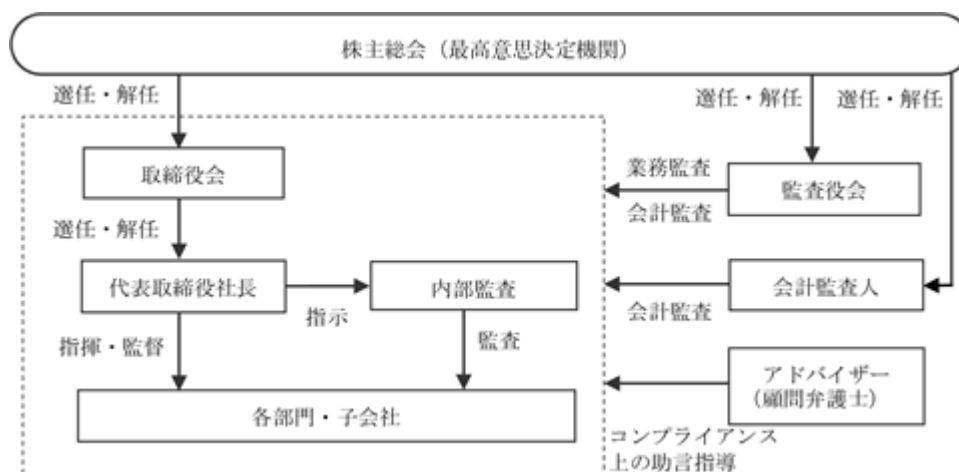 株主総会（最高意思決定機関）
選任・解任
選任・解任
選任・解任
取締役会
業務監査
監査役会
会計監査
選任・解任
代表取締役社長
内部監査
会計監査人
指示
会計監査
指揮・監督
監査
アドバイザー
（顧問弁護士）
各部門・子会社
コンプライアンス
上の助言指導